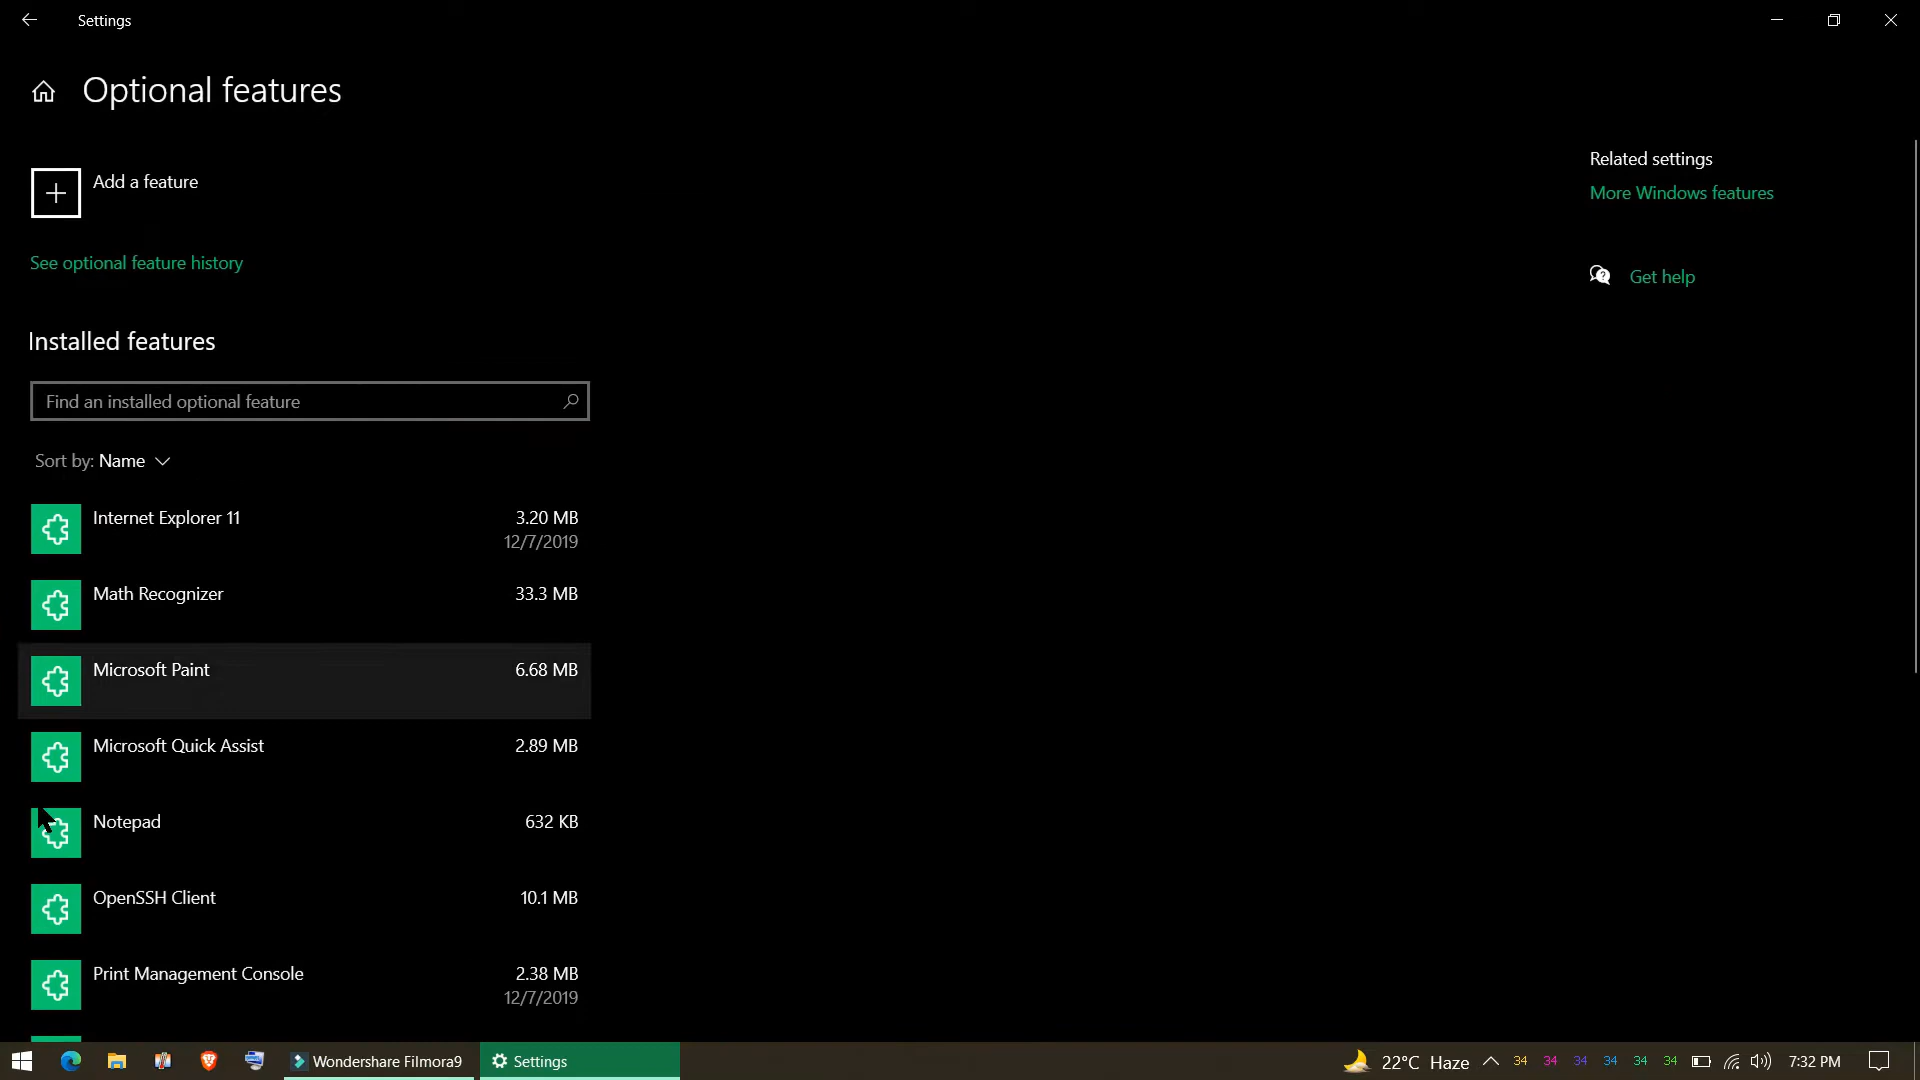 Settings
Optional features
Add a feature
See optional feature history
Installed features
Find an installed optional feature
Sort by: Name
Internet Explorer 11 3.20 MB
12/7/2019
Math Recognizer 33.3 MB
Microsoft Paint 6.68 MB
Microsoft Quick Assist 2.89 MB
Notepad 632 KB
OpenSSH Client 10.1 MB
Print Management Console 2.38 MB
12/7/2019
Related settings
More Windows features
Get help
Wondershare Filmora9 Settings 22°C Haze 34 34 34 34 34 34 7:32 PM